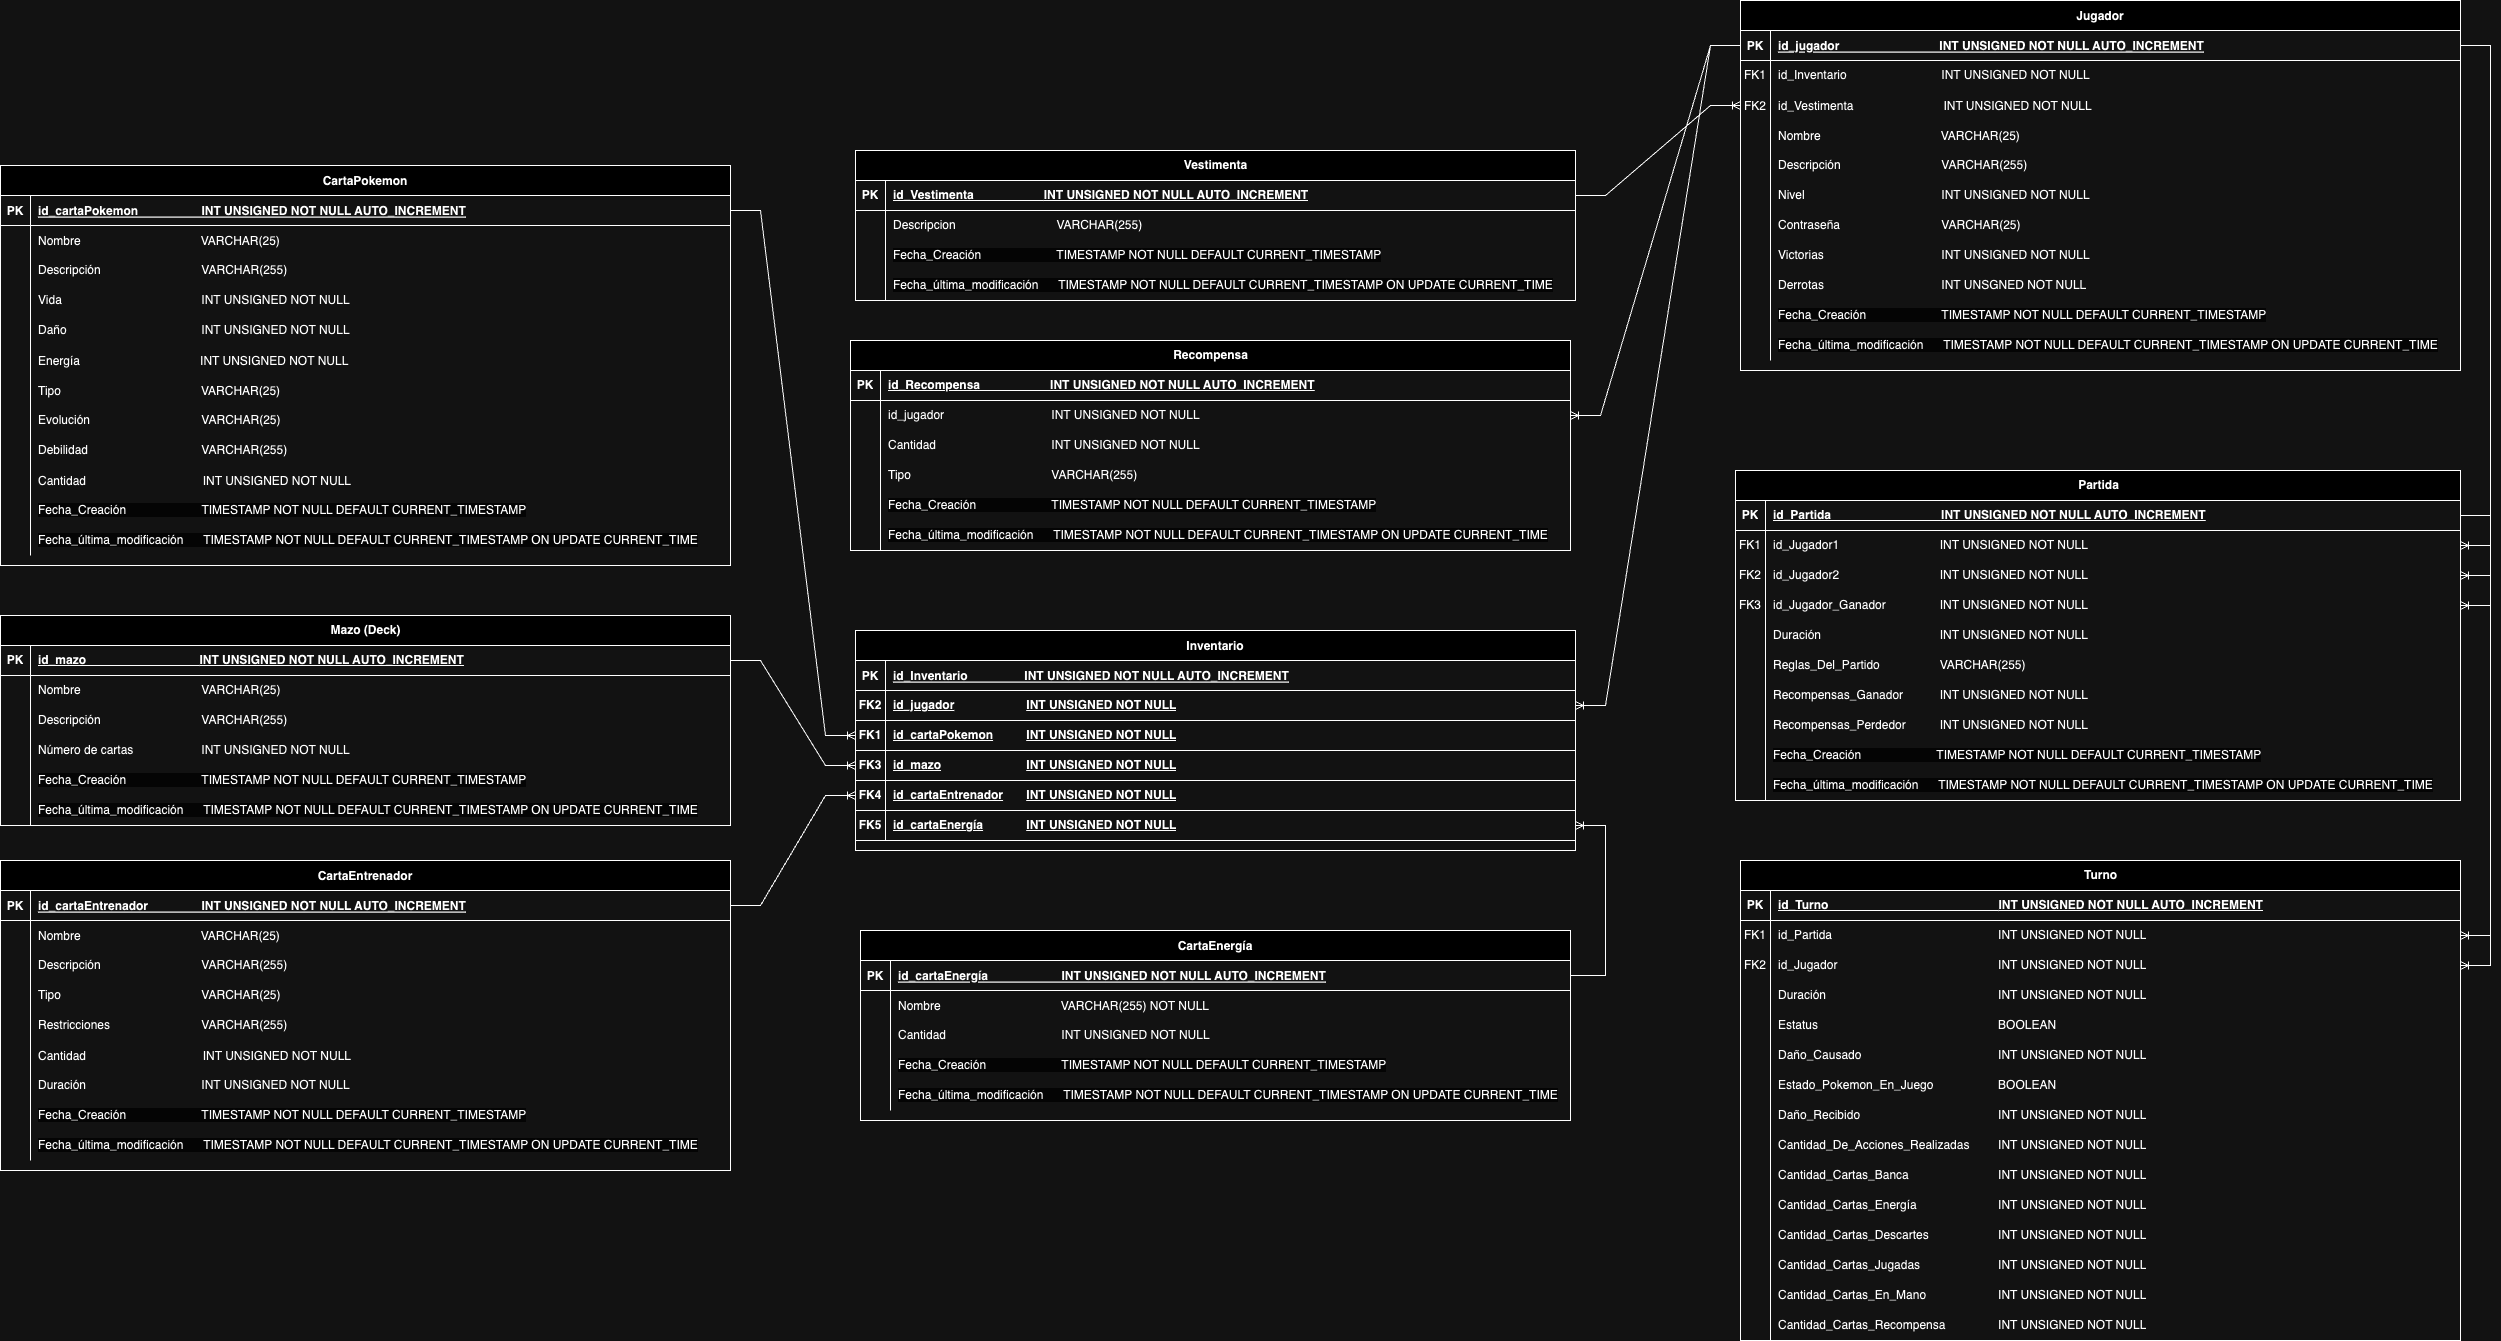 CartaPokemon
PK id_cartaPokemon INT UNSIGNED NOT NULL AUTO_INCREMENT
Nombre VARCHAR(25)
Descripción VARCHAR(255)
Vida INT UNSIGNED NOT NULL
Daño INT UNSIGNED NOT NULL
Energía INT UNSIGNED NOT NULL
Tipo VARCHAR(25)
Evolución VARCHAR(25)
Debilidad VARCHAR(255)
Cantidad INT UNSIGNED NOT NULL
Fecha_Creación TIMESTAMP NOT NULL DEFAULT CURRENT_TIMESTAMP
Fecha_última_modificación TIMESTAMP NOT NULL DEFAULT CURRENT_TIMESTAMP ON UPDATE CURRENT_TIME
Mazo (Deck)
PK id_mazo INT UNSIGNED NOT NULL AUTO_INCREMENT
Nombre VARCHAR(25)
Descripción VARCHAR(255)
Número de cartas INT UNSIGNED NOT NULL
Fecha_Creación TIMESTAMP NOT NULL DEFAULT CURRENT_TIMESTAMP
Fecha_última_modificación TIMESTAMP NOT NULL DEFAULT CURRENT_TIMESTAMP ON UPDATE CURRENT_TIME
CartaEntrenador
PK id_cartaEntrenador INT UNSIGNED NOT NULL AUTO_INCREMENT
Nombre VARCHAR(25)
Descripción VARCHAR(255)
Tipo VARCHAR(25)
Restricciones VARCHAR(255)
Cantidad INT UNSIGNED NOT NULL
Duración INT UNSIGNED NOT NULL
Fecha_Creación TIMESTAMP NOT NULL DEFAULT CURRENT_TIMESTAMP
Fecha_última_modificación TIMESTAMP NOT NULL DEFAULT CURRENT_TIMESTAMP ON UPDATE CURRENT_TIME
Vestimenta
PK id_Vestimenta INT UNSIGNED NOT NULL AUTO_INCREMENT
Descripcion VARCHAR(255)
Fecha_Creación TIMESTAMP NOT NULL DEFAULT CURRENT_TIMESTAMP
Fecha_última_modificación TIMESTAMP NOT NULL DEFAULT CURRENT_TIMESTAMP ON UPDATE CURRENT_TIME
Recompensa
PK id_Recompensa INT UNSIGNED NOT NULL AUTO_INCREMENT
id_jugador INT UNSIGNED NOT NULL
Cantidad INT UNSIGNED NOT NULL
Tipo VARCHAR(255)
Fecha_Creación TIMESTAMP NOT NULL DEFAULT CURRENT_TIMESTAMP
Fecha_última_modificación TIMESTAMP NOT NULL DEFAULT CURRENT_TIMESTAMP ON UPDATE CURRENT_TIME
Inventario
PK id_Inventario INT UNSIGNED NOT NULL AUTO_INCREMENT
FK2 id_jugador INT UNSIGNED NOT NULL
FK1 id_cartaPokemon INT UNSIGNED NOT NULL
FK3 id_mazo INT UNSIGNED NOT NULL
FK4 id_cartaEntrenador INT UNSIGNED NOT NULL
FK5 id_cartaEnergía INT UNSIGNED NOT NULL
CartaEnergía
PK id_cartaEnergía INT UNSIGNED NOT NULL AUTO_INCREMENT
Nombre VARCHAR(255) NOT NULL
Cantidad INT UNSIGNED NOT NULL
Fecha_Creación TIMESTAMP NOT NULL DEFAULT CURRENT_TIMESTAMP
Fecha_última_modificación TIMESTAMP NOT NULL DEFAULT CURRENT_TIMESTAMP ON UPDATE CURRENT_TIME
Jugador
PK id_jugador INT UNSIGNED NOT NULL AUTO_INCREMENT
FK1 id_Inventario INT UNSIGNED NOT NULL
FK2 id_Vestimenta INT UNSIGNED NOT NULL
Nombre VARCHAR(25)
Descripción VARCHAR(255)
Nivel INT UNSIGNED NOT NULL
Contraseña VARCHAR(25)
Victorias INT UNSIGNED NOT NULL
Derrotas INT UNSGNED NOT NULL
Fecha_Creación TIMESTAMP NOT NULL DEFAULT CURRENT_TIMESTAMP
Fecha_última_modificación TIMESTAMP NOT NULL DEFAULT CURRENT_TIMESTAMP ON UPDATE CURRENT_TIME
Partida
PK id_Partida INT UNSIGNED NOT NULL AUTO_INCREMENT
FK1 id_Jugador1 INT UNSIGNED NOT NULL
FK2 id_Jugador2 INT UNSIGNED NOT NULL
FK3 id_Jugador_Ganador INT UNSIGNED NOT NULL
Duración INT UNSIGNED NOT NULL
Reglas_Del_Partido VARCHAR(255)
Recompensas_Ganador INT UNSIGNED NOT NULL
Recompensas_Perdedor INT UNSIGNED NOT NULL
Fecha_Creación TIMESTAMP NOT NULL DEFAULT CURRENT_TIMESTAMP
Fecha_última_modificación TIMESTAMP NOT NULL DEFAULT CURRENT_TIMESTAMP ON UPDATE CURRENT_TIME
Turno
PK id_Turno INT UNSIGNED NOT NULL AUTO_INCREMENT
FK1 id_Partida INT UNSIGNED NOT NULL
FK2 id_Jugador INT UNSIGNED NOT NULL
Duración INT UNSIGNED NOT NULL
Estatus BOOLEAN
Daño_Causado INT UNSIGNED NOT NULL
Estado_Pokemon_En_Juego BOOLEAN
Daño_Recibido INT UNSIGNED NOT NULL
Cantidad_De_Acciones_Realizadas INT UNSIGNED NOT NULL
Cantidad_Cartas_Banca INT UNSIGNED NOT NULL
Cantidad_Cartas_Energía INT UNSIGNED NOT NULL
Cantidad_Cartas_Descartes INT UNSIGNED NOT NULL
Cantidad_Cartas_Jugadas INT UNSIGNED NOT NULL
Cantidad_Cartas_En_Mano INT UNSIGNED NOT NULL
Cantidad_Cartas_Recompensa INT UNSIGNED NOT NULL